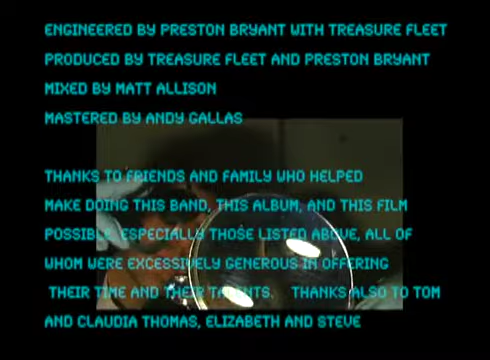 ENGINEERED BY PRESTON BRYANT WITH TREASURE FLEET
PRODUCED BY TREASURE FLEET AND PRESTON BRYANT
MIXED BY MATT ALLISON
MASTERED BY ANDY GALLAS
THANKS TO FRIENDS AND FAMILY WHO HELPED
MAKE DOING THIS BAND, THIS ALBUM, AND THIS FILM
POSSIBLE, ESPECIALLY THOSE LISTED ABOVE, ALL OF
WHOM WERE EXCESSIVELY GENEROUS IN OFFERING
THEIR TIME AND THEIR TALENTS. THANKS ALSO TO TOM
AND CLAUDIA THOMAS, ELIZABETH AND STEVE